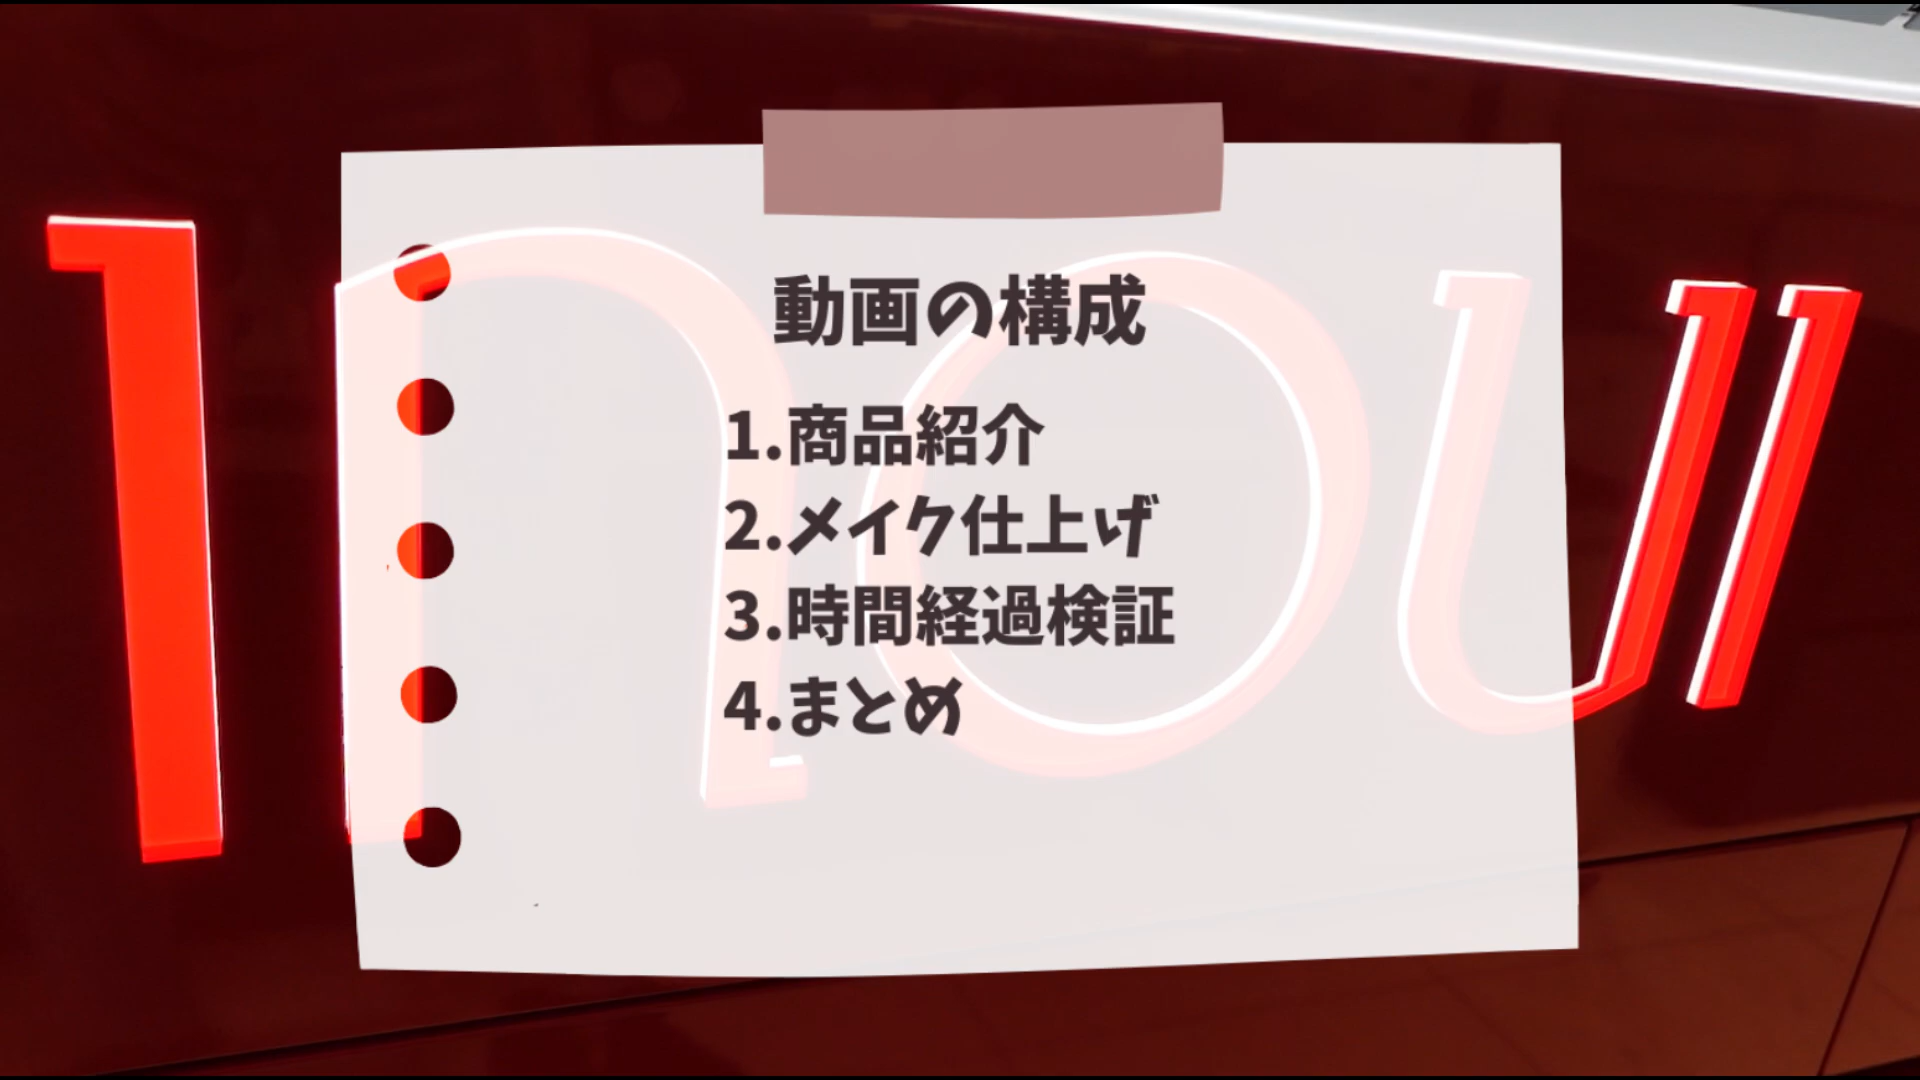 inoui
動画の構成
1.商品紹介
2.メイク仕上げ
3.時間経過検証
4.まとめ